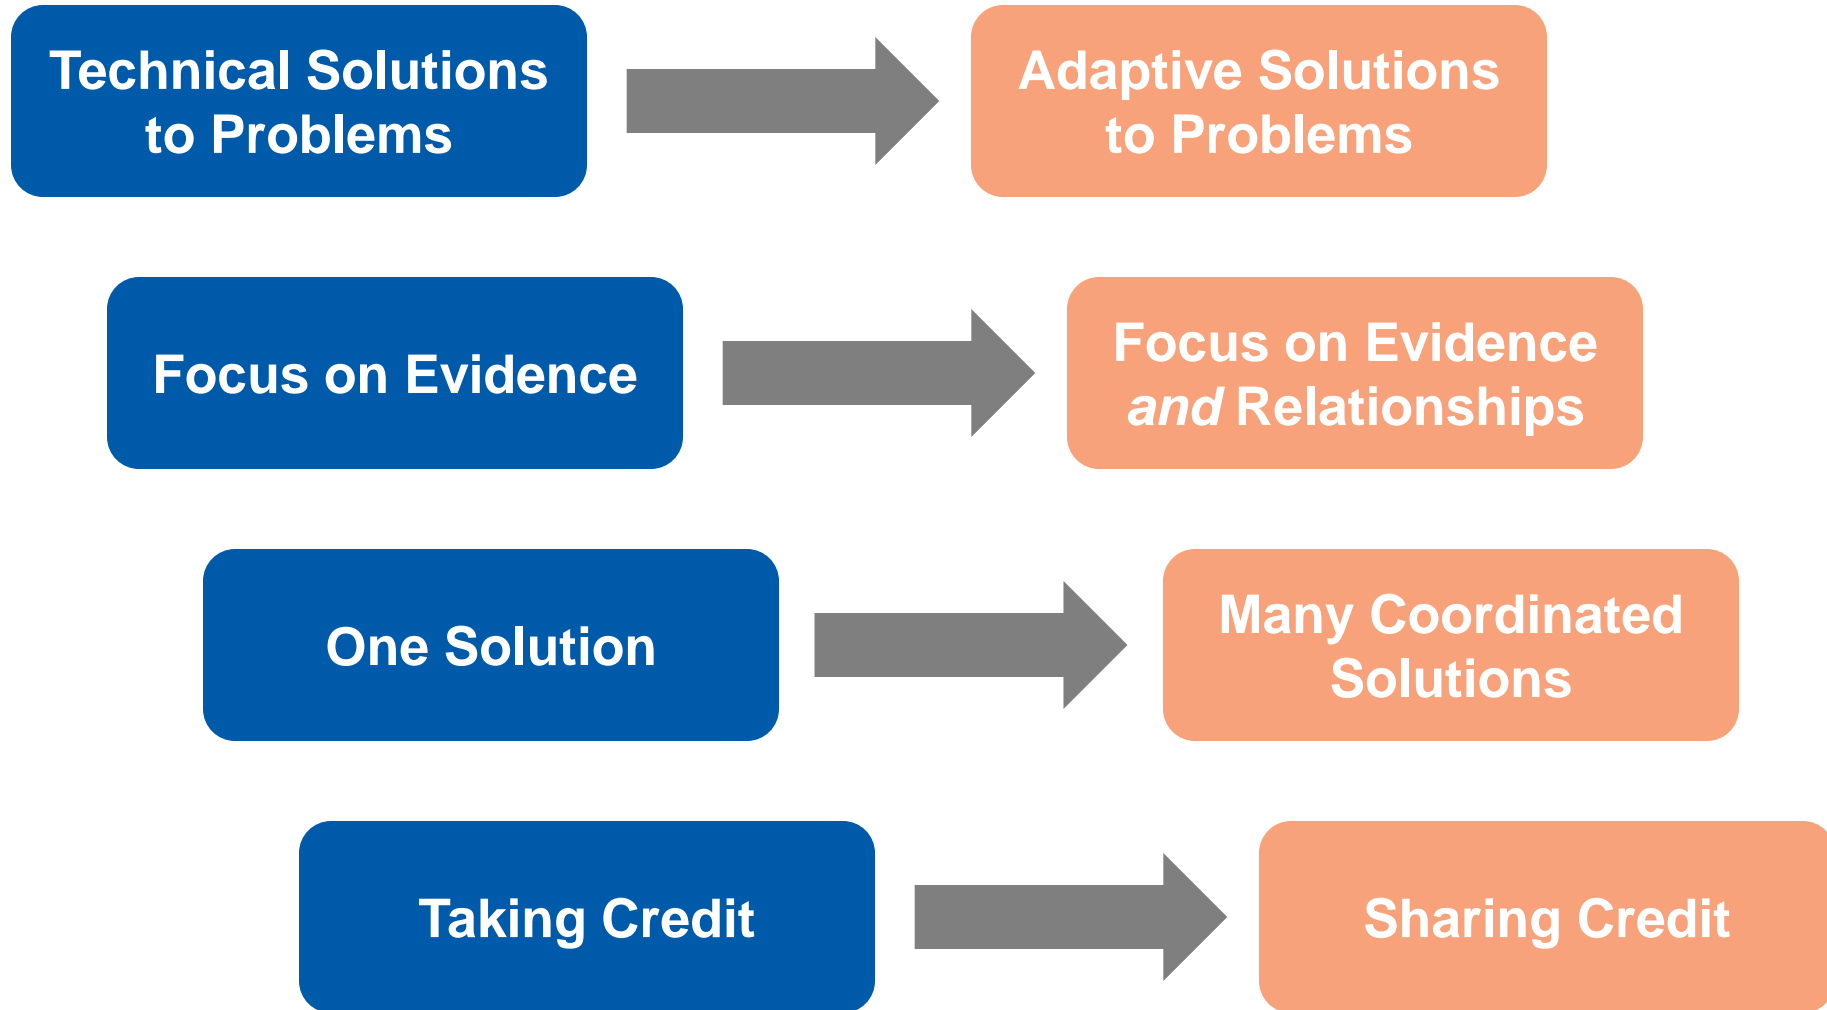 Technical Solutions
to Problems
Adaptive Solutions
to Problems
Focus on Evidence
Focus on Evidence
and Relationships
One Solution
Many Coordinated
Solutions
Taking Credit
Sharing Credit